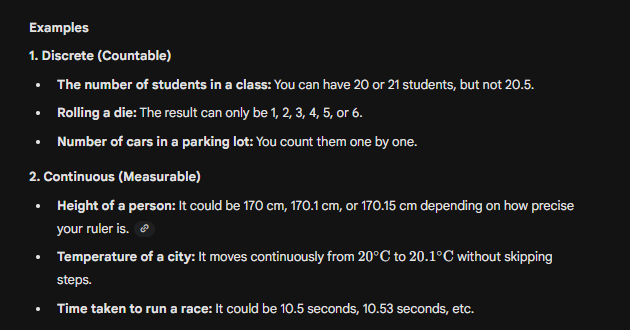 Examples
1. Discrete (Countable)
• The number of students in a class: You can have 20 or 21 students, but not 20.5.
• Rolling a die: The result can only be 1, 2, 3, 4, 5, or 6.
• Number of cars in a parking lot: You count them one by one.
2. Continuous (Measurable)
• Height of a person: It could be 170 cm, 170.1 cm, or 170.15 cm depending on how precise
your ruler is.
• Temperature of a city: It moves continuously from 20°C to 20.1°C without skipping
steps.
• Time taken to run a race: It could be 10.5 seconds, 10.53 seconds, etc.